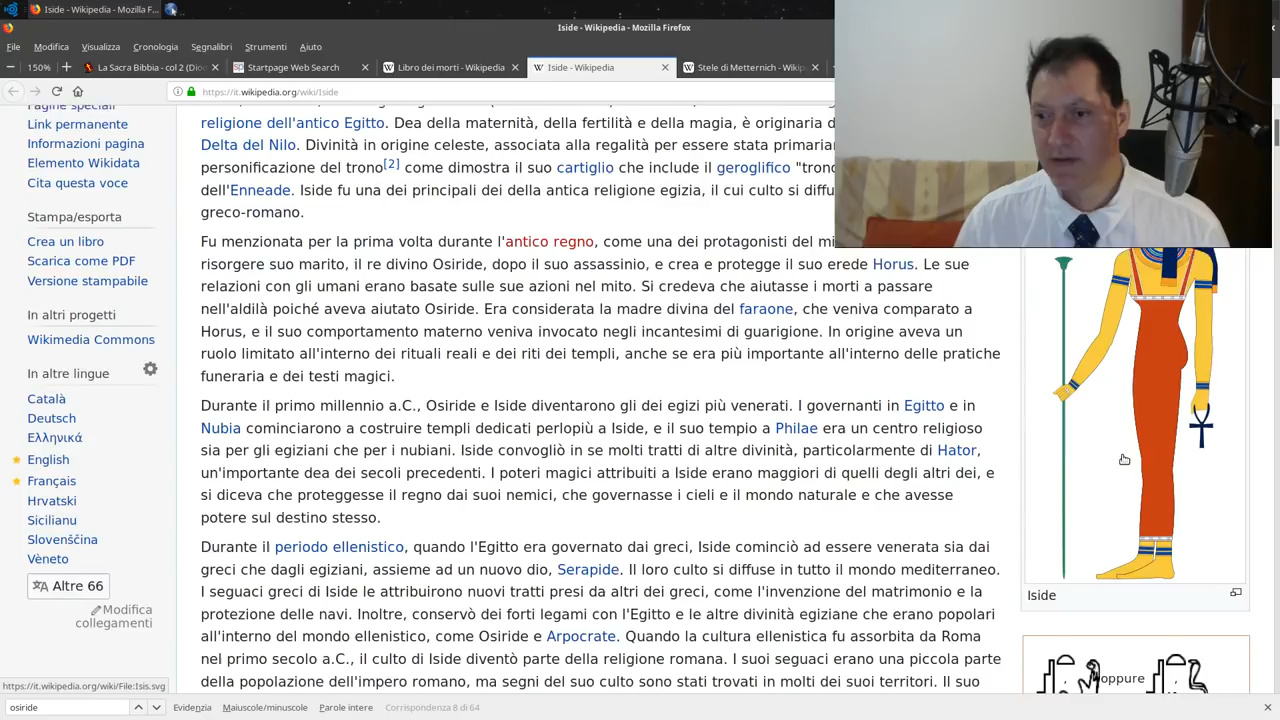 Iside - Wikipedia - Mozilla F...
Iside - Wikipedia - Mozilla Firefox
File Modifica Visualizza Cronologia Segnalibri Strumenti Aiuto
150% La Sacra Bibbia - col 2 (Dio Startpage Web Search Libro dei morti - Wikipedia Iside - Wikipedia Stele di Metternich - Wikip
https://it.wikipedia.org/wiki/Iside
Pagine speciali
Link permanente
Informazioni pagina
Elemento Wikidata
Cita questa voce
Stampa/esporta
Crea un libro
Scarica come PDF
Versione stampabile
In altri progetti
Wikimedia Commons
In altre lingue
Català
Deutsch
Ελληνικά
English
Français
Hrvatski
Sicilianu
Slovenščina
Vèneto
Altre 66
Modifica
collegamenti
religione dell'antico Egitto. Dea della maternità, della fertilità e della magia, è originaria d
Delta del Nilo. Divinità in origine celeste, associata alla regalità per essere stata primariam
personificazione del trono[2] come dimostra il suo cartiglio che include il geroglifico "trono
dell'Enneade. Iside fu una dei principali dei della antica religione egizia, il cui culto si diffu
greco-romano.
Fu menzionata per la prima volta durante l'antico regno, come una dei protagonisti del mi
risorgere suo marito, il re divino Osiride, dopo il suo assassinio, e crea e protegge il suo erede Horus. Le sue
relazioni con gli umani erano basate sulle sue azioni nel mito. Si credeva che aiutasse i morti a passare
nell'aldilà poiché aveva aiutato Osiride. Era considerata la madre divina del faraone, che veniva comparato a
Horus, e il suo comportamento materno veniva invocato negli incantesimi di guarigione. In origine aveva un
ruolo limitato all'interno dei rituali reali e dei riti dei templi, anche se era più importante all'interno delle pratiche
funeraria e dei testi magici.
Durante il primo millennio a.C., Osiride e Iside diventarono gli dei egizi più venerati. I governanti in Egitto e in
Nubia cominciarono a costruire templi dedicati perlopiù a Iside, e il suo tempio a Philae era un centro religioso
sia per gli egiziani che per i nubiani. Iside convogliò in se molti tratti di altre divinità, particolarmente di Hator,
un'importante dea dei secoli precedenti. I poteri magici attribuiti a Iside erano maggiori di quelli degli altri dei, e
si diceva che proteggesse il regno dai suoi nemici, che governasse i cieli e il mondo naturale e che avesse
potere sul destino stesso.
Durante il periodo ellenistico, quando l'Egitto era governato dai greci, Iside cominciò ad essere venerata sia dai
greci che dagli egiziani, assieme ad un nuovo dio, Serapide. Il loro culto si diffuse in tutto il mondo mediterraneo.
I seguaci greci di Iside le attribuirono nuovi tratti presi da altri dei greci, come l'invenzione del matrimonio e la
protezione delle navi. Inoltre, conservò dei forti legami con l'Egitto e le altre divinità egiziane che erano popolari
all'interno del mondo ellenistico, come Osiride e Arpocrate. Quando la cultura ellenistica fu assorbita da Roma
nel primo secolo a.C., il culto di Iside diventò parte della religione romana. I suoi seguaci erano una piccola parte
della popolazione dell'impero romano, ma segni del suo culto sono stati trovati in molti dei suoi territori. Il suo
Iside
oppure
https://it.wikipedia.org/wiki/File:Isis.svg
osiride Evidenzia Maiuscole/minuscole Parole intere Corrispondenza 8 di 64